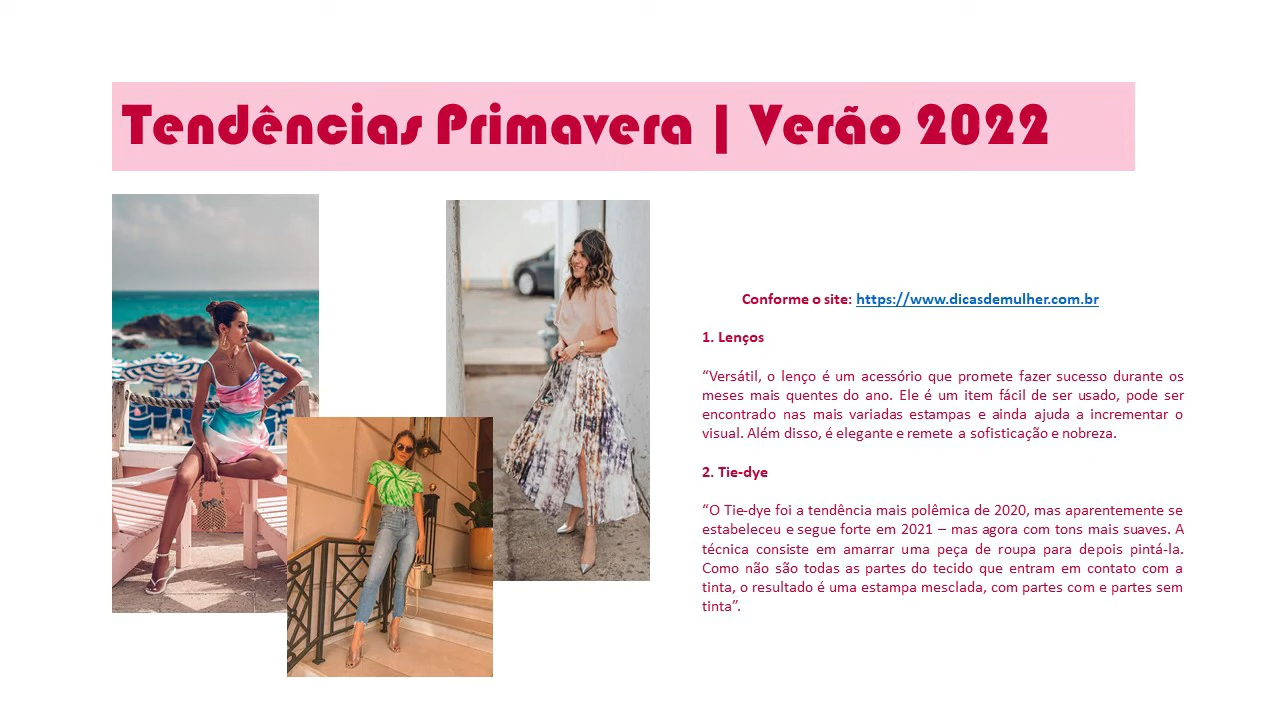 Tendências Primavera | Verão 2022
Conforme o site: https://www.dicasdemulher.com.br
1. Lenços
“Versátil, o lenço é um acessório que promete fazer sucesso durante os
meses mais quentes do ano. Ele é um item fácil de ser usado, pode ser
encontrado nas mais variadas estampas e ainda ajuda a incrementar o
visual. Além disso, é elegante e remete a sofisticação e nobreza.
2. Tie-dye
“O Tie-dye foi a tendência mais polêmica de 2020, mas aparentemente se
estabeleceu e segue forte em 2021 – mas agora com tons mais suaves. A
técnica consiste em amarrar uma peça de roupa para depois pintá-la.
Como não são todas as partes do tecido que entram em contato com a
tinta, o resultado é uma estampa mesclada, com partes com e partes sem
tinta”.